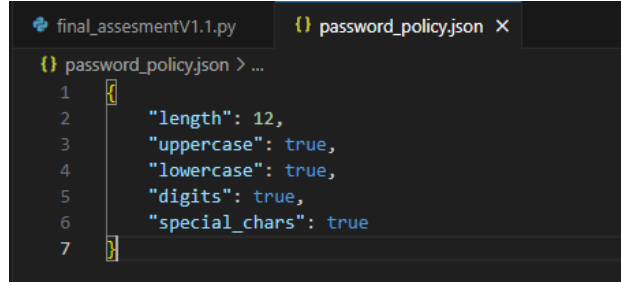 final_assesmentV1.1.py {} password_policy.json ×
{} password_policy.json > ...
1 {
2 "length": 12,
3 "uppercase": true,
4 "lowercase": true,
5 "digits": true,
6 "special_chars": true
7 }